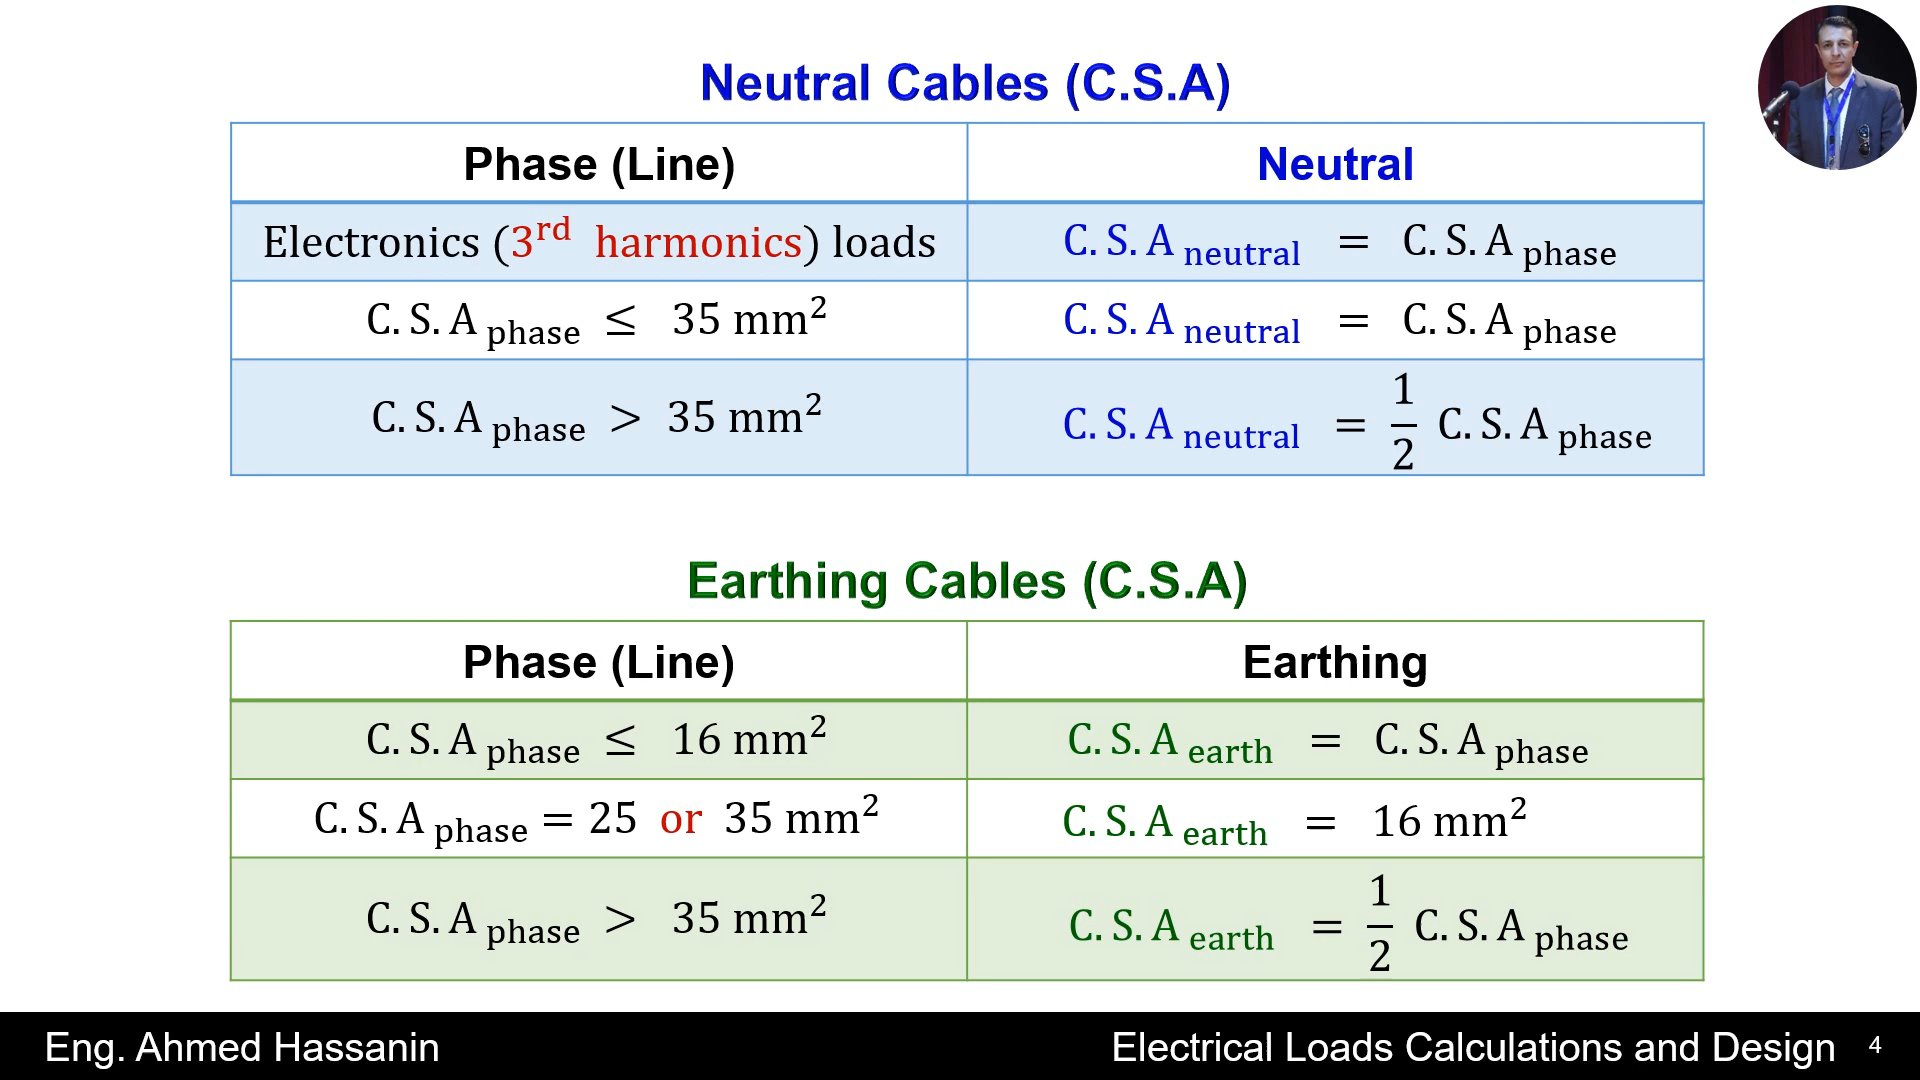 Neutral Cables (C.S.A)
Phase (Line) Neutral
Electronics (3rd harmonics) loads C. S. A neutral = C. S. A phase
C. S. A phase ≤ 35 mm² C. S. A neutral = C. S. A phase
C. S. A phase > 35 mm² C. S. A neutral = 1/2 C. S. A phase
Earthing Cables (C.S.A)
Phase (Line) Earthing
C. S. A phase ≤ 16 mm² C. S. A earth = C. S. A phase
C. S. A phase = 25 or 35 mm² C. S. A earth = 16 mm²
C. S. A phase > 35 mm² C. S. A earth = 1/2 C. S. A phase
Eng. Ahmed Hassanin Electrical Loads Calculations and Design 4